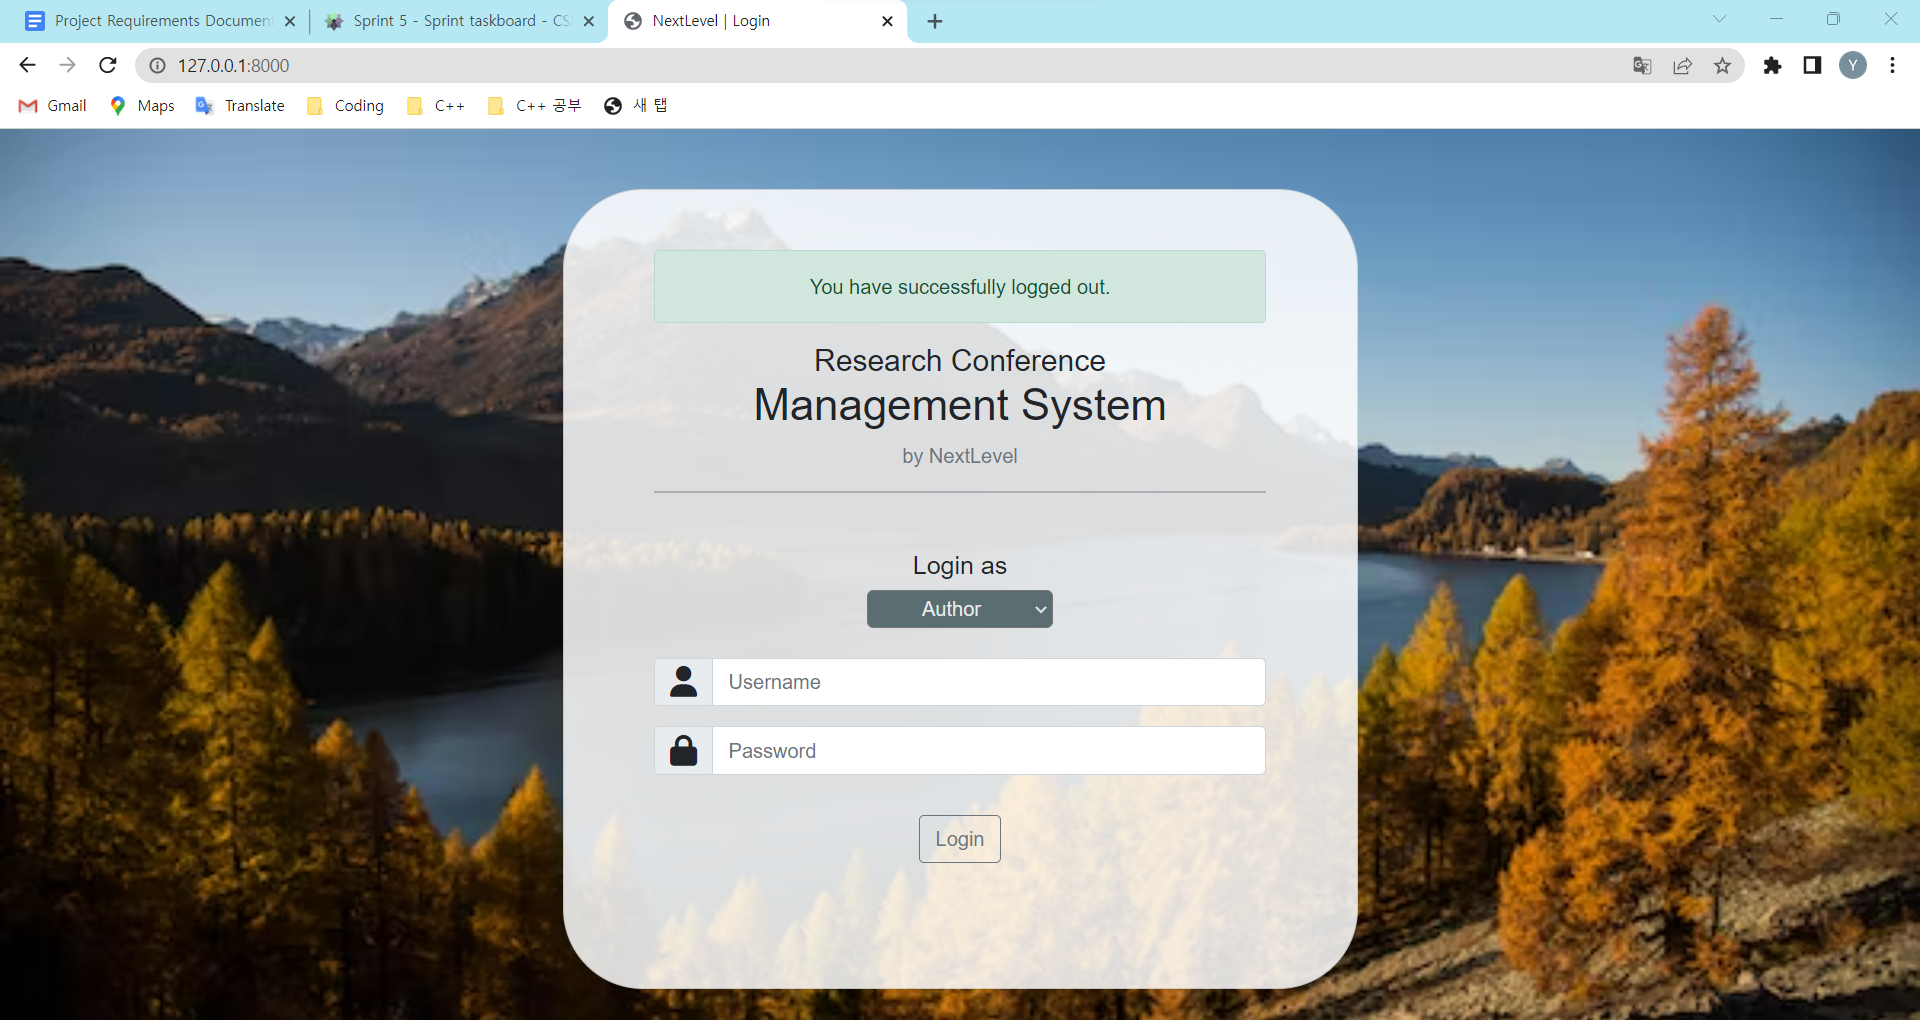 Project Requirements Documen
Sprint 5 - Sprint taskboard - CS
NextLevel | Login
127.0.0.1:8000
Y
Gmail
Maps
Translate
Coding
C++
C++ 공부
새 탭
You have successfully logged out.
Research Conference
Management System
by NextLevel
Login as
Author
Username
Password
Login